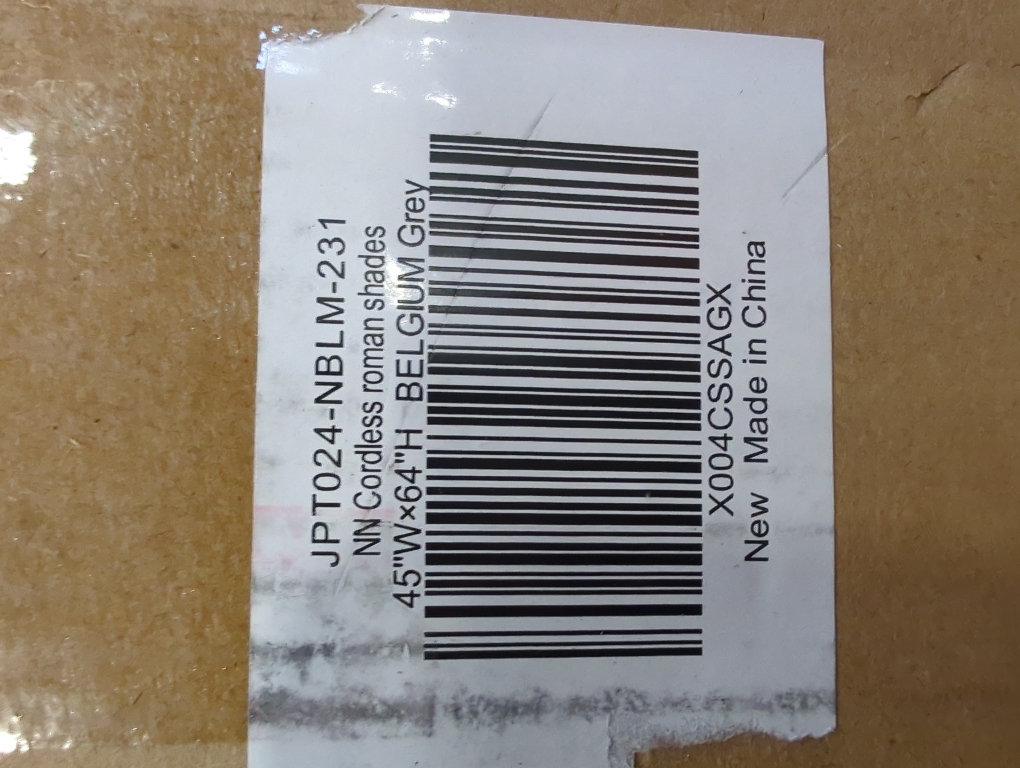 JPT024-NBLM-231
NN Cordless roman shades
45"W×64"H BELGIUM Grey
X004CSSAGX
New Made in China